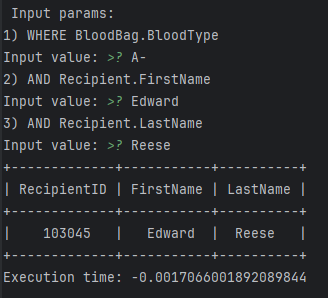 Input params:
1) WHERE BloodBag.BloodType
Input value: >? A-
2) AND Recipient.FirstName
Input value: >? Edward
3) AND Recipient.LastName
Input value: >? Reese
+-------------+-----------+----------+
| RecipientID | FirstName | LastName |
+-------------+-----------+----------+
|    103045   |   Edward  |  Reese   |
+-------------+-----------+----------+
Execution time: -0.0017066001892089844